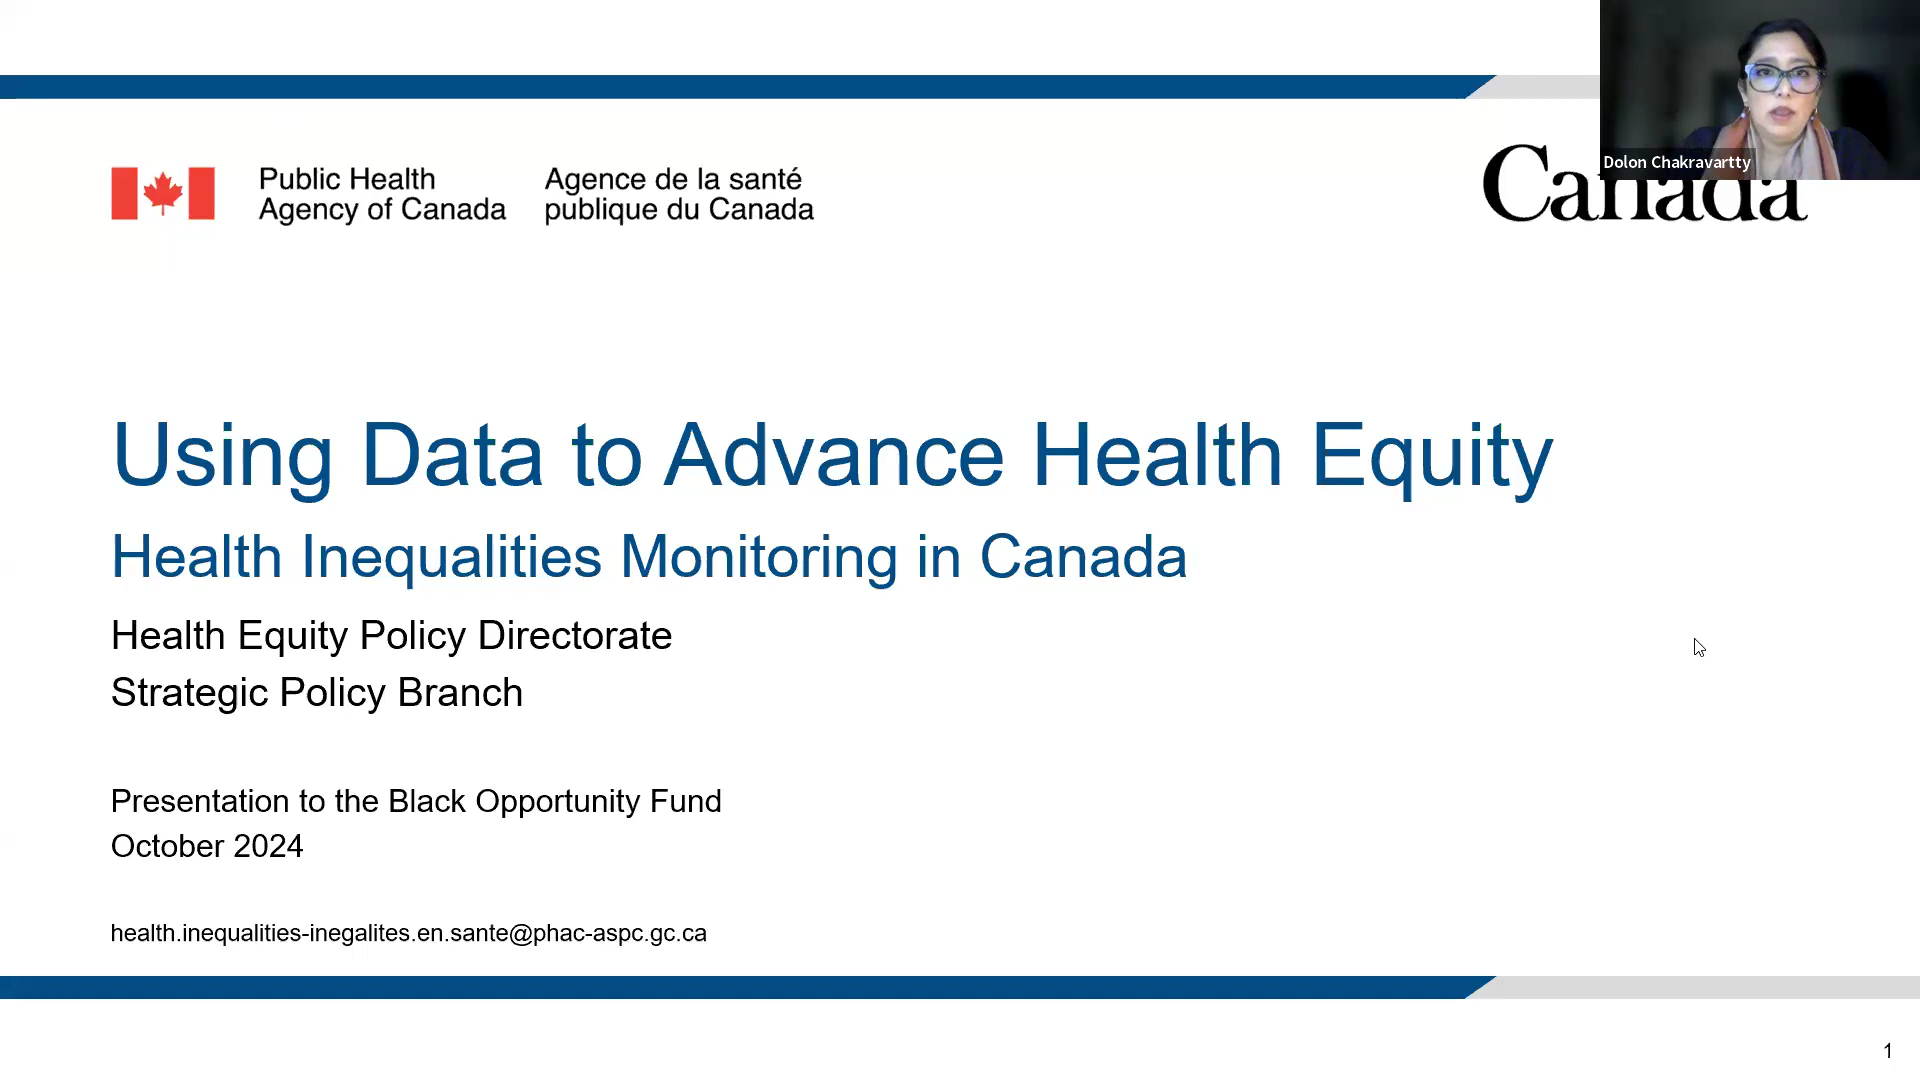 Dolon Chakravartty
Public Health
Agency of Canada
Agence de la santé
publique du Canada
Canada
Using Data to Advance Health Equity
Health Inequalities Monitoring in Canada
Health Equity Policy Directorate
Strategic Policy Branch
Presentation to the Black Opportunity Fund
October 2024
health.inequalities-inegalites.en.sante@phac-aspc.gc.ca
1